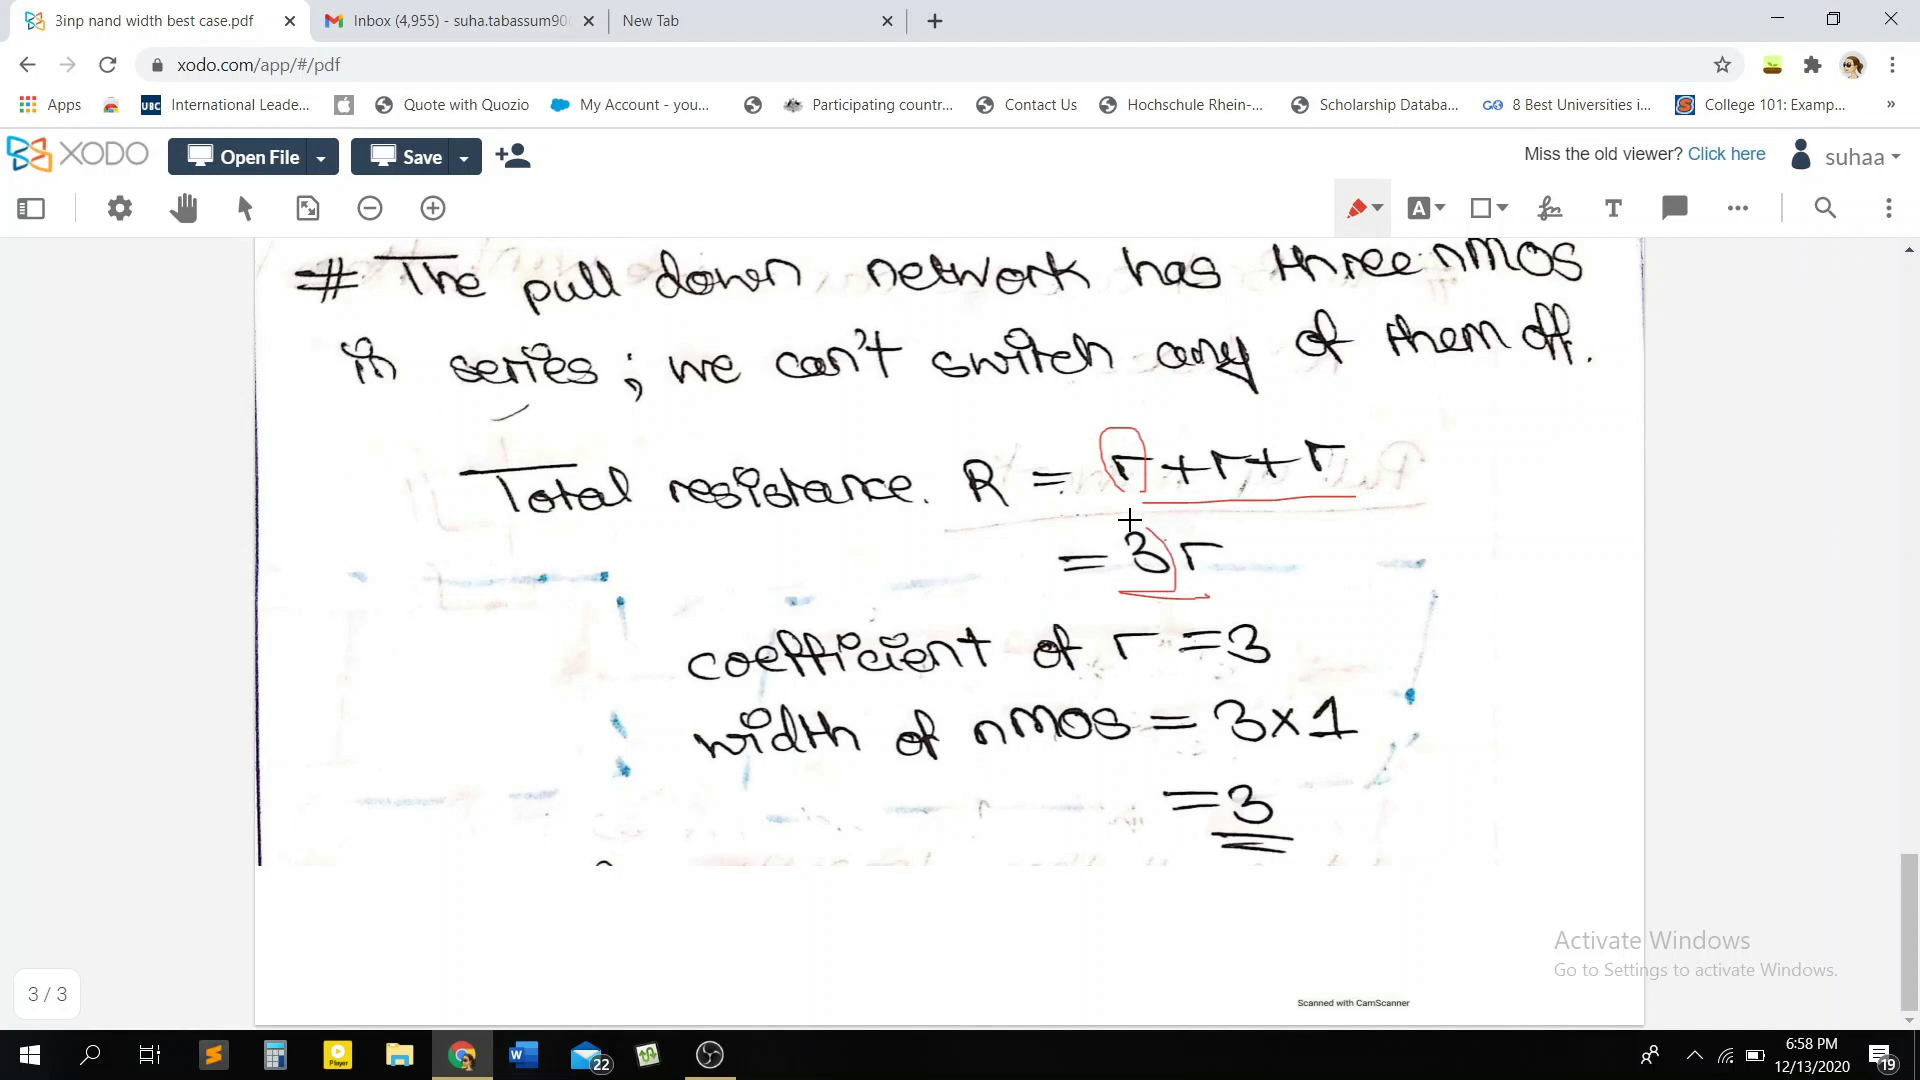 3inp nand width best case.pdf
Inbox (4,955) - suha.tabassum90
New Tab
xodo.com/app/#/pdf
Apps
UBC
International Leade...
Quote with Quozio
My Account - you...
Participating countr...
Contact Us
Hochschule Rhein-...
Scholarship Databa...
8 Best Universities i...
College 101: Examp...
»
XODO
Open File
Save
Miss the old viewer? Click here
suhaa
# The pull down network has three nMOS
in series; we can't switch any of them off.
Total resistance. R = r+r+r
= 3r
coefficient of r = 3
width of nMOS = 3×1
= 3
Activate Windows
Go to Settings to activate Windows.
3 / 3
Scanned with CamScanner
Player
22
6:58 PM
12/13/2020
19